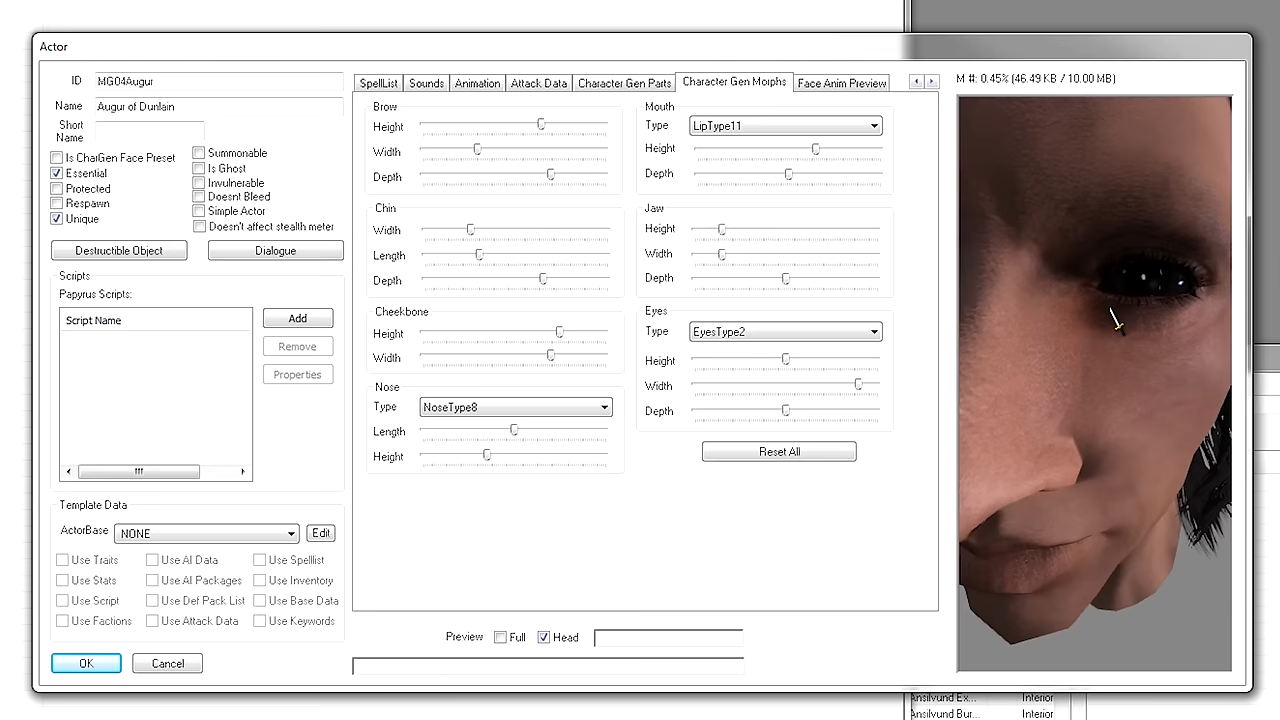 Actor
ID MG04Augur
Name Augur of Dunlain
Short Name
Is CharGen Face Preset
Essential
Protected
Respawn
Unique
Summonable
Is Ghost
Invulnerable
Doesnt Bleed
Simple Actor
Doesn't affect stealth meter
Destructible Object
Dialogue
Scripts
Papyrus Scripts:
Script Name
Add
Remove
Properties
Template Data
ActorBase NONE Edit
Use Traits Use AI Data Use Spelllist
Use Stats Use AI Packages Use Inventory
Use Script Use Def Pack List Use Base Data
Use Factions Use Attack Data Use Keywords
OK Cancel
SpellList Sounds Animation Attack Data Character Gen Parts Character Gen Morphs Face Anim Preview
Brow
Height
Width
Depth
Chin
Width
Length
Depth
Cheekbone
Height
Width
Nose
Type NoseType8
Length
Height
Mouth
Type LipType11
Height
Depth
Jaw
Height
Width
Depth
Eyes
Type EyesType2
Height
Width
Depth
Reset All
Preview Full Head
M #: 0.45% (46.49 KB / 10.00 MB)
Ansilvund Ex... Interior
Ansilvund Bur... Interior